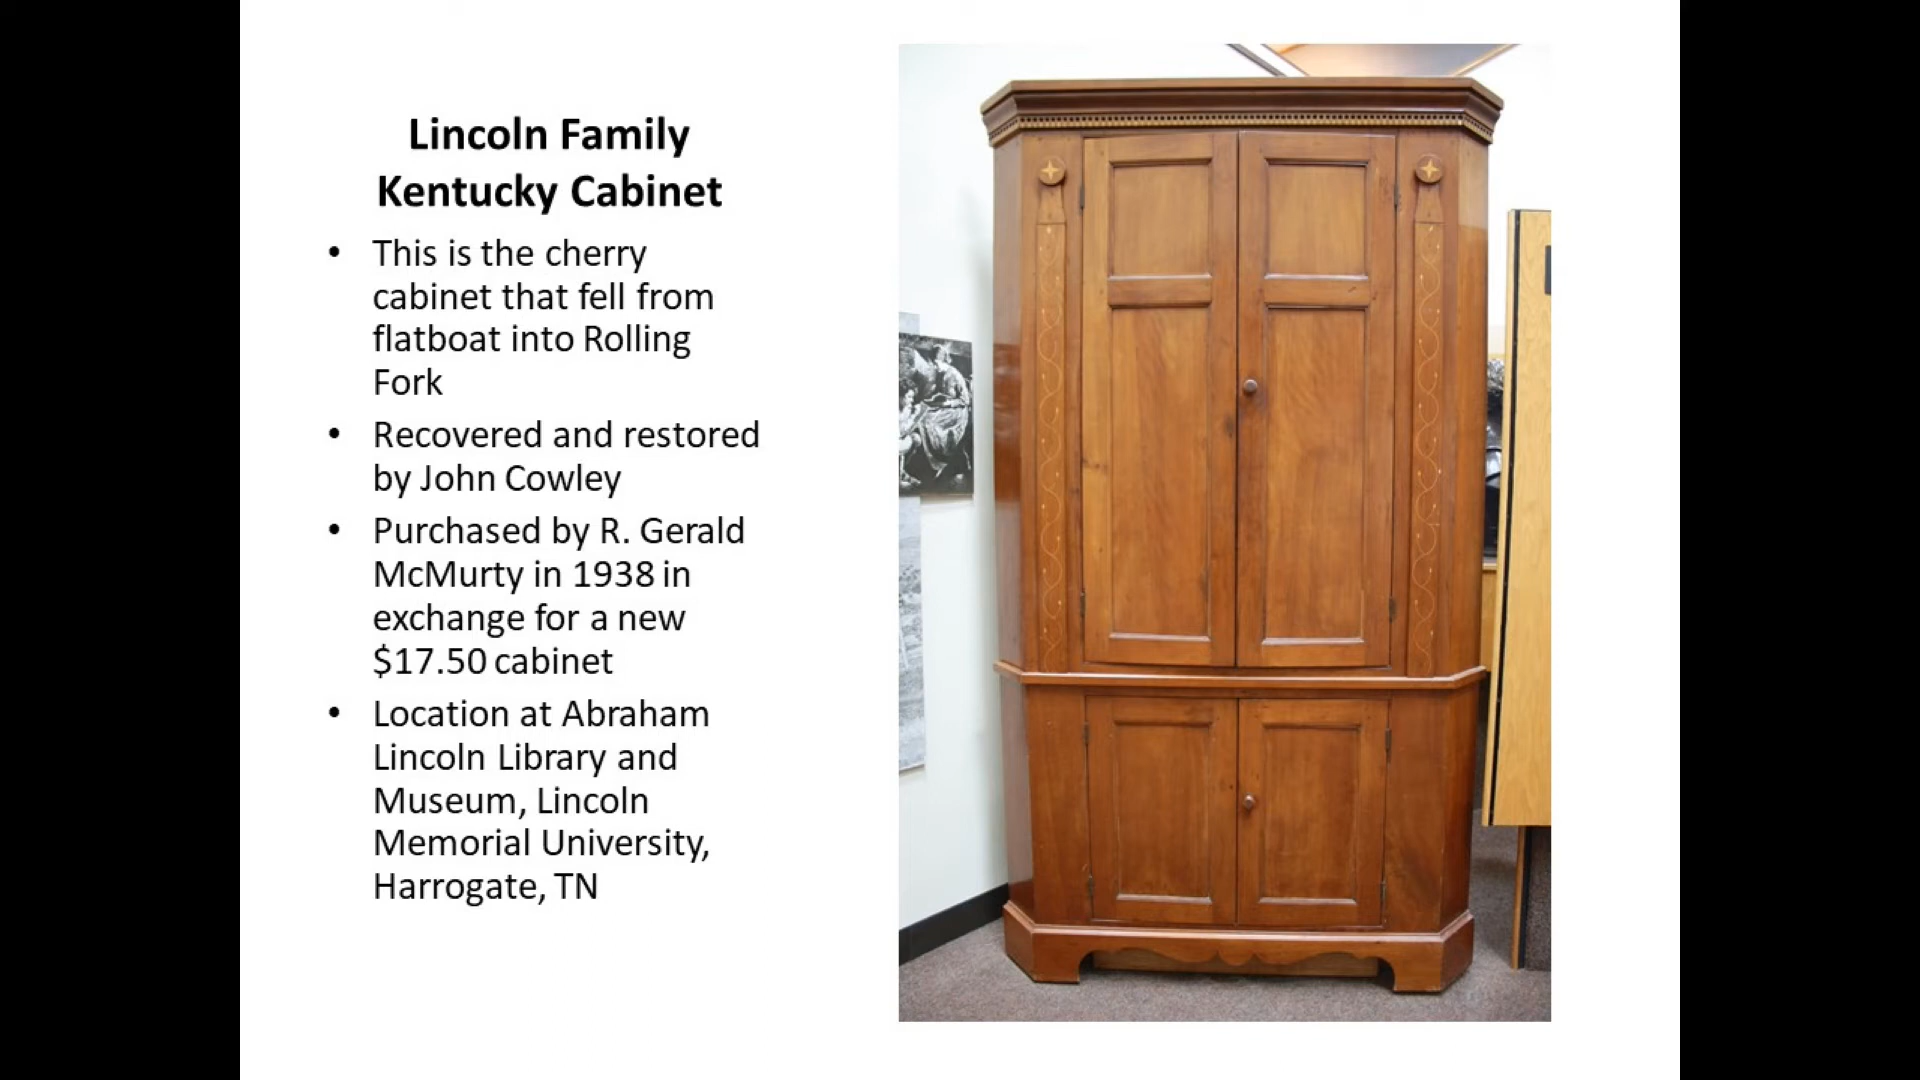 Lincoln Family
Kentucky Cabinet
• This is the cherry
cabinet that fell from
flatboat into Rolling
Fork
• Recovered and restored
by John Cowley
• Purchased by R. Gerald
McMurty in 1938 in
exchange for a new
$17.50 cabinet
• Location at Abraham
Lincoln Library and
Museum, Lincoln
Memorial University,
Harrogate, TN